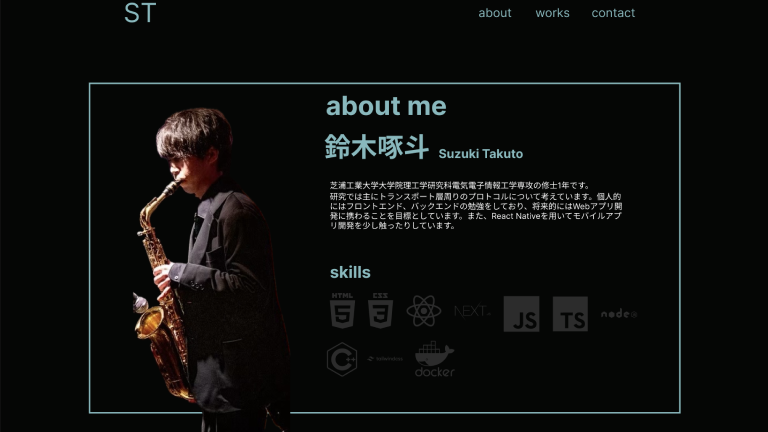 ST
about works contact
about me
鈴木啄斗 Suzuki Takuto
芝浦工業大学大学院理工学研究科電気電子情報工学専攻の修士1年です。
研究では主にトランスポート層周りのプロトコルについて考えています。個人的
にはフロントエンド、バックエンドの勉強をしており、将来的にはWebアプリ開
発に携わることを目標としています。また、React Nativeを用いてモバイルアプ
リ開発を少し触ったりしています。
skills
HTML 5 CSS 3 NEXT.JS JS TS node
C++ tailwindcss docker